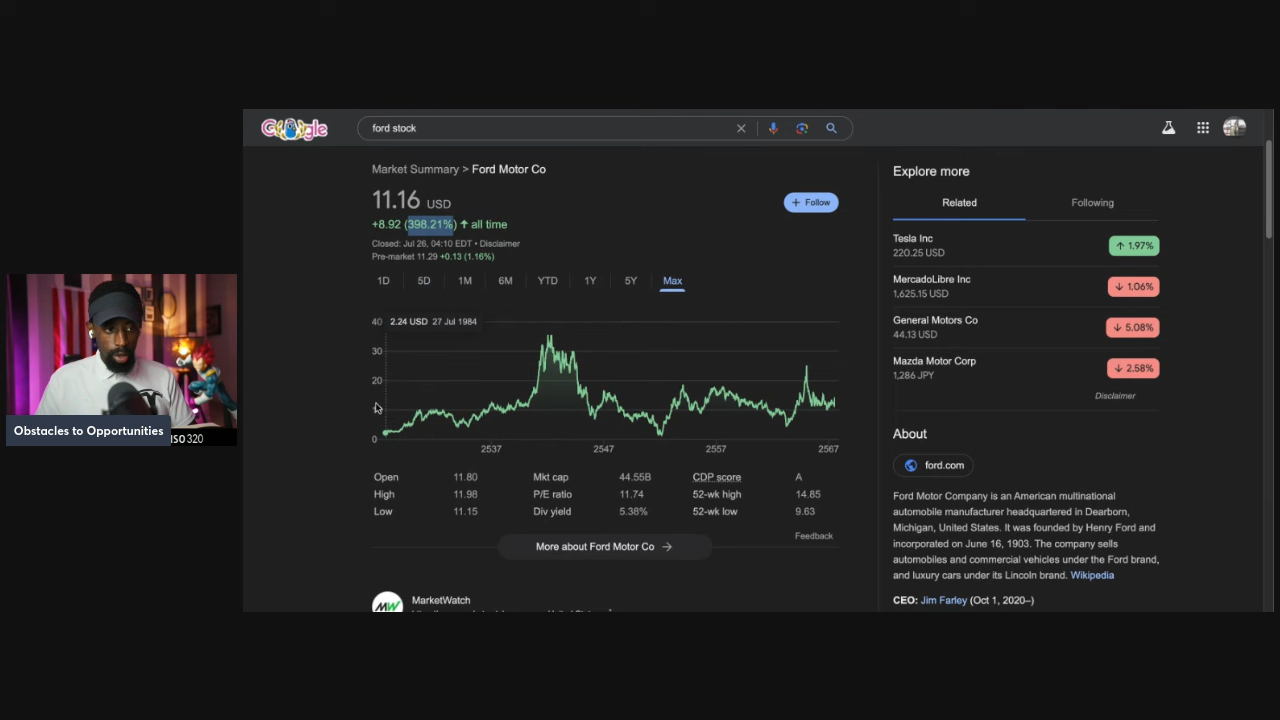 Google
ford stock
Market Summary > Ford Motor Co
11.16 USD
+8.92 (398.21%) ↑ all time
Closed: Jul 26, 04:10 EDT • Disclaimer
Pre-market 11.29 +0.13 (1.16%)
+ Follow
1D 5D 1M 6M YTD 1Y 5Y Max
40 2.24 USD 27 Jul 1984
30
20
0
2537 2547 2557 2567
Open 11.80 Mkt cap 44.55B CDP score A
High 11.98 P/E ratio 11.74 52-wk high 14.85
Low 11.15 Div yield 5.38% 52-wk low 9.63
Feedback
More about Ford Motor Co →
MW MarketWatch
Explore more
Related Following
Tesla Inc
220.25 USD
↑ 1.97%
MercadoLibre Inc
1,625.15 USD
↓ 1.06%
General Motors Co
44.13 USD
↓ 5.08%
Mazda Motor Corp
1,286 JPY
↓ 2.58%
Disclaimer
About
ford.com
Ford Motor Company is an American multinational
automobile manufacturer headquartered in Dearborn,
Michigan, United States. It was founded by Henry Ford and
incorporated on June 16, 1903. The company sells
automobiles and commercial vehicles under the Ford brand,
and luxury cars under its Lincoln brand. Wikipedia
CEO: Jim Farley (Oct 1, 2020–)
Obstacles to Opportunities
ISO 320